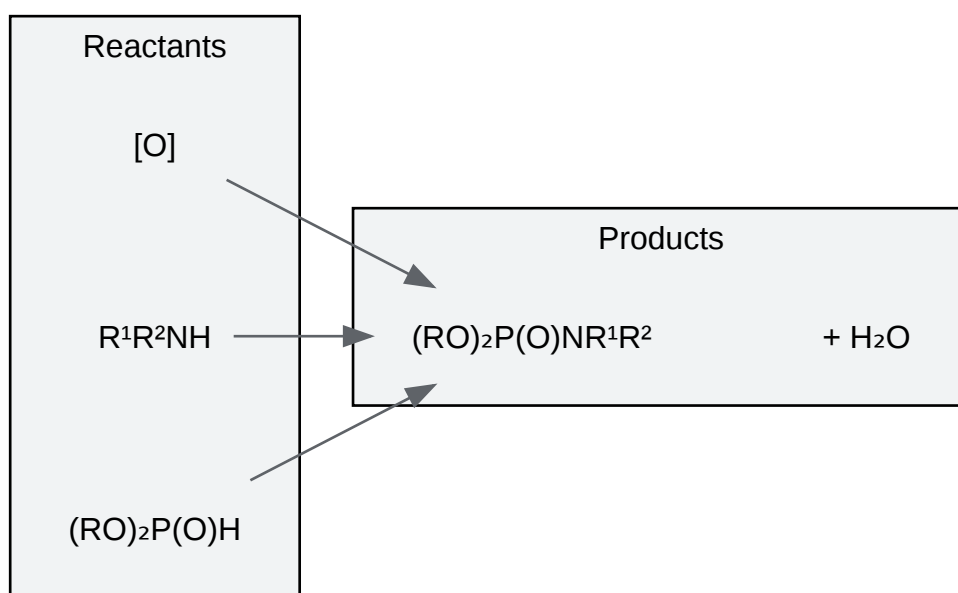 Reactants
[O]
R¹R²NH
(RO)₂P(O)H
Products
(RO)₂P(O)NR¹R²
+ H₂O